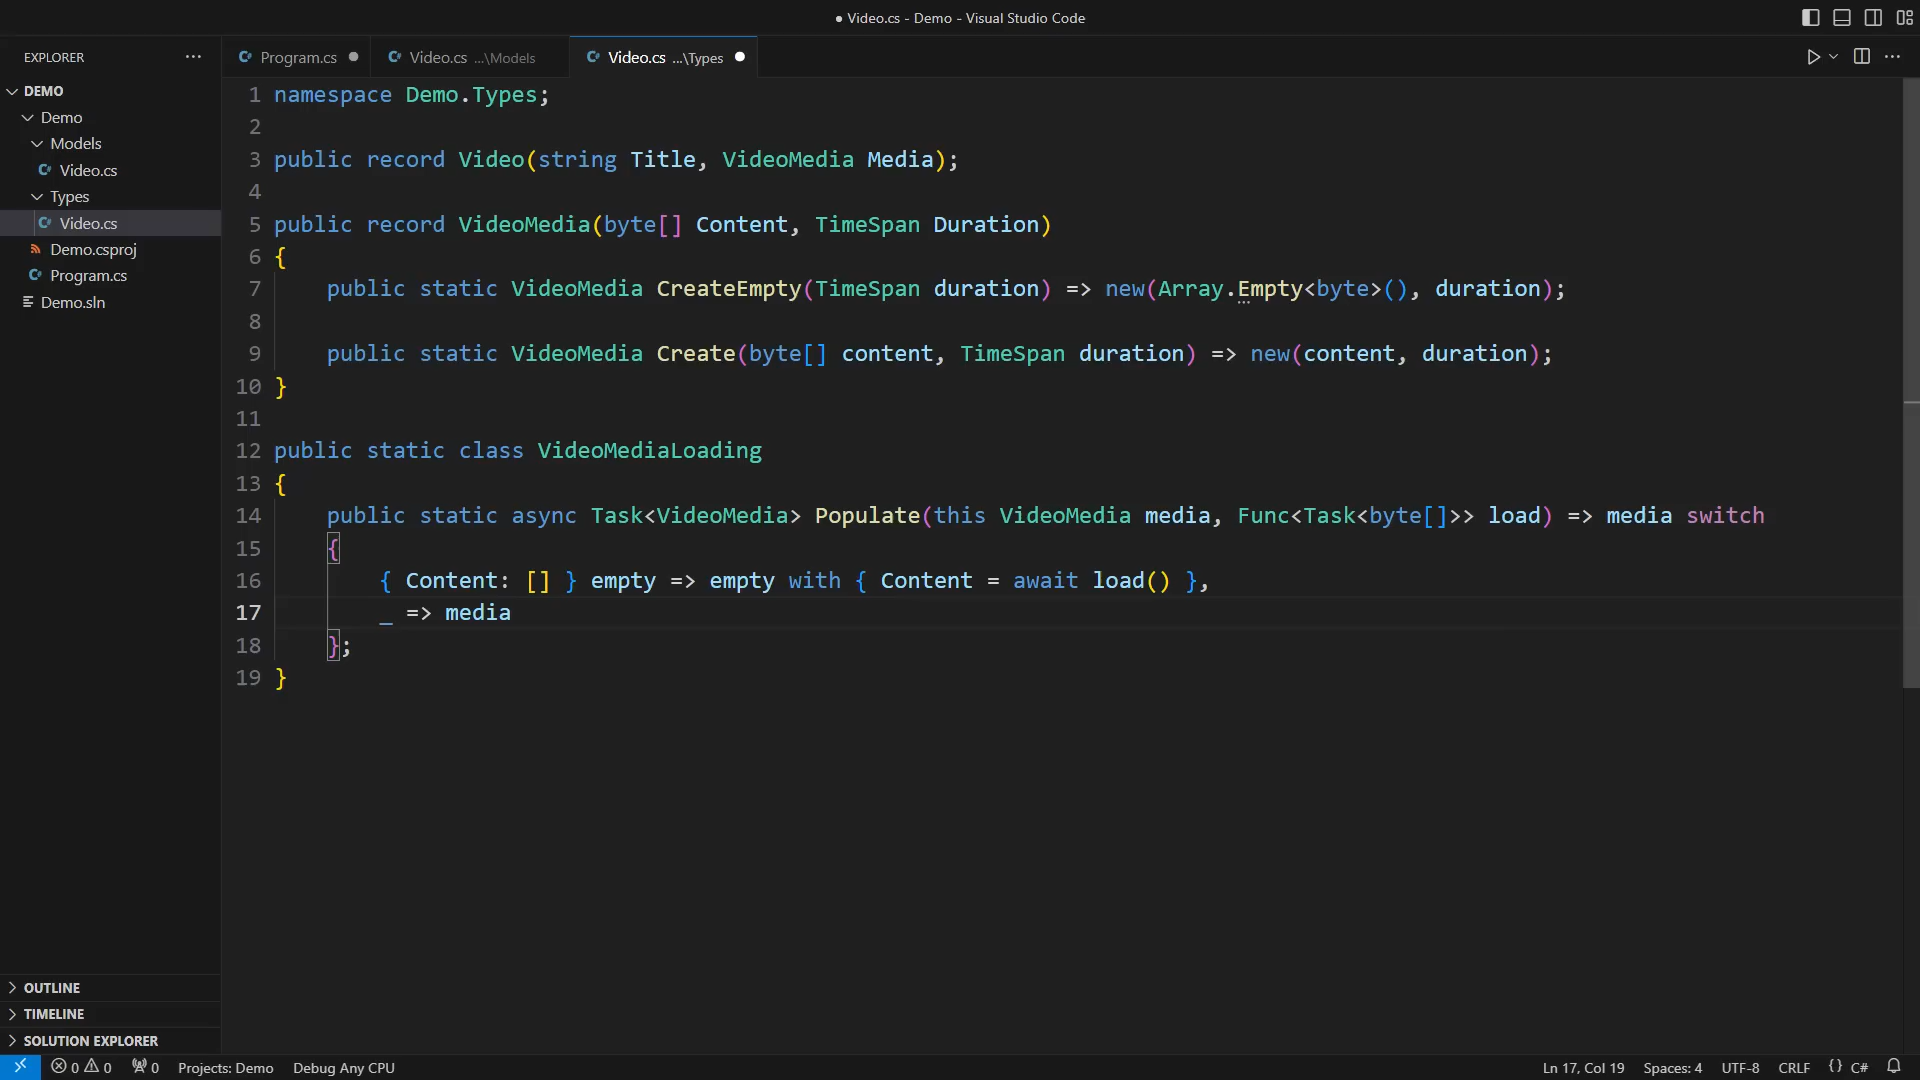 ● Video.cs - Demo - Visual Studio Code
EXPLORER
DEMO
Demo
Models
C# Video.cs
Types
C# Video.cs
Demo.csproj
C# Program.cs
Demo.sln
OUTLINE
TIMELINE
SOLUTION EXPLORER
C# Program.cs ●
C# Video.cs ...\Models
C# Video.cs ...\Types ●
1 namespace Demo.Types;
2
3 public record Video(string Title, VideoMedia Media);
4
5 public record VideoMedia(byte[] Content, TimeSpan Duration)
6 {
7     public static VideoMedia CreateEmpty(TimeSpan duration) => new(Array.Empty<byte>(), duration);
8
9     public static VideoMedia Create(byte[] content, TimeSpan duration) => new(content, duration);
10 }
11
12 public static class VideoMediaLoading
13 {
14     public static async Task<VideoMedia> Populate(this VideoMedia media, Func<Task<byte[]>> load) => media switch
15     {
16         { Content: [] } empty => empty with { Content = await load() },
17         _ => media
18     };
19 }
0 0 0 Projects: Demo Debug Any CPU Ln 17, Col 19 Spaces: 4 UTF-8 CRLF {} C#